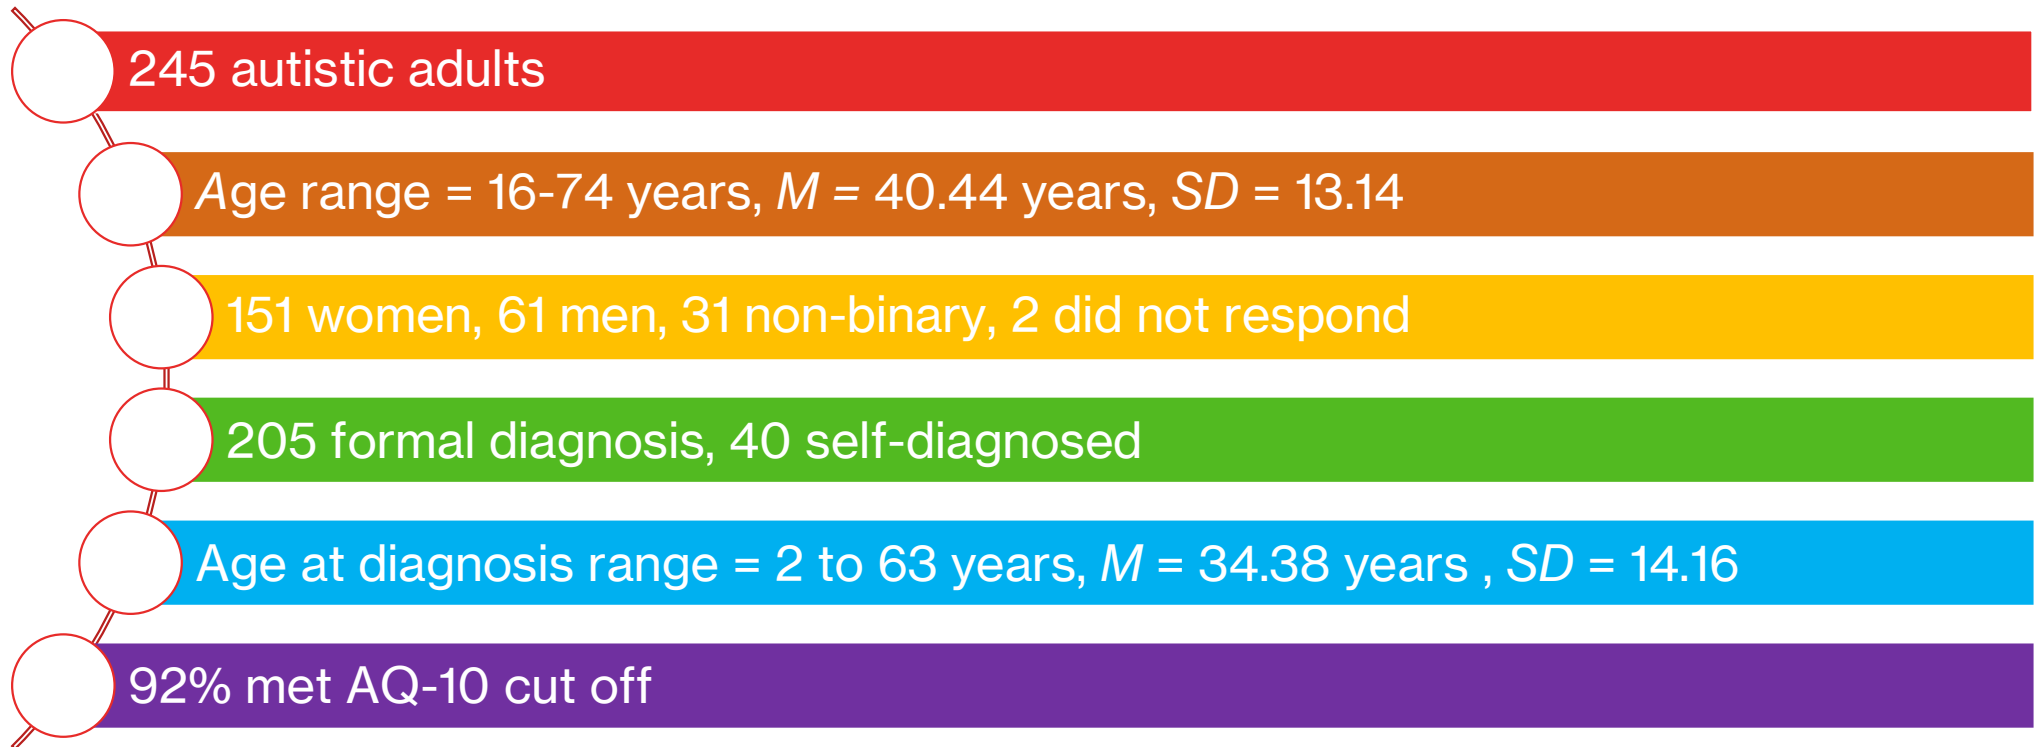 245 autistic adults
Age range = 16-74 years, M = 40.44 years, SD = 13.14
151 women, 61 men, 31 non-binary, 2 did not respond
205 formal diagnosis, 40 self-diagnosed
Age at diagnosis range = 2 to 63 years, M = 34.38 years , SD = 14.16
92% met AQ-10 cut off